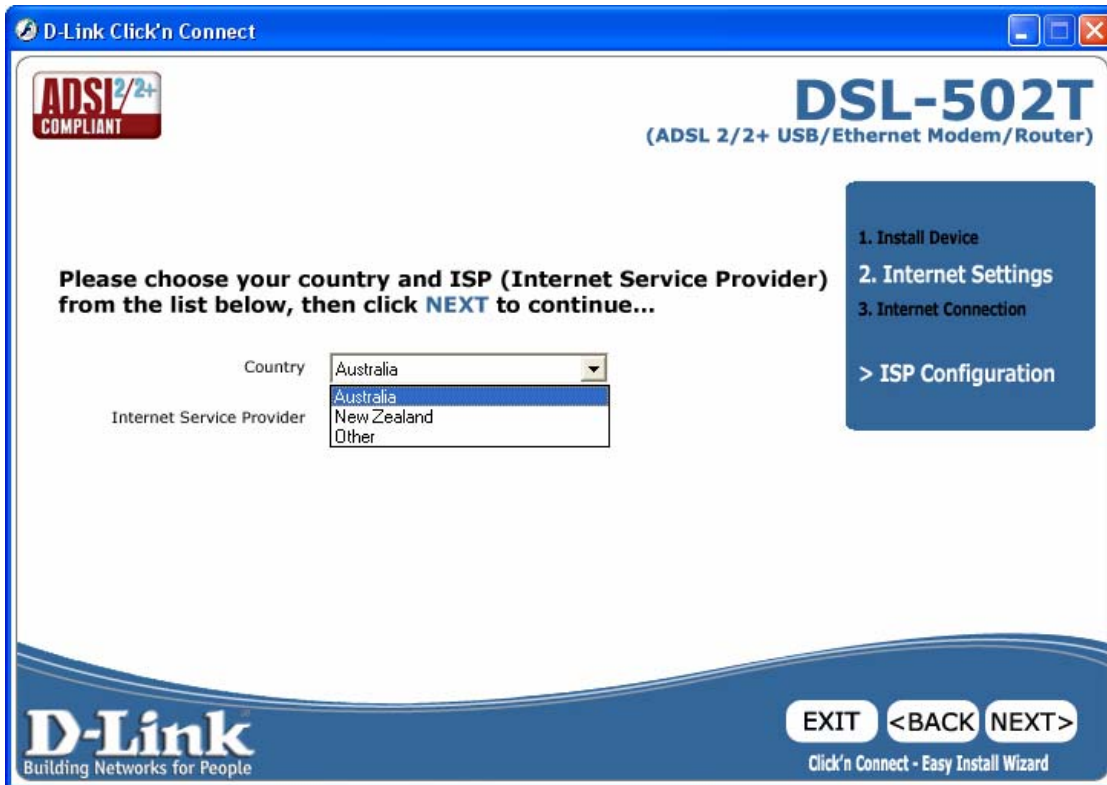 D-Link Click'n Connect
ADSL2/2+
COMPLIANT
DSL-502T
(ADSL 2/2+ USB/Ethernet Modem/Router)
1. Install Device
2. Internet Settings
3. Internet Connection
> ISP Configuration
Please choose your country and ISP (Internet Service Provider)
from the list below, then click NEXT to continue...
Country
Australia
Australia
New Zealand
Other
Internet Service Provider
D-Link
Building Networks for People
EXIT
<BACK
NEXT>
Click'n Connect - Easy Install Wizard